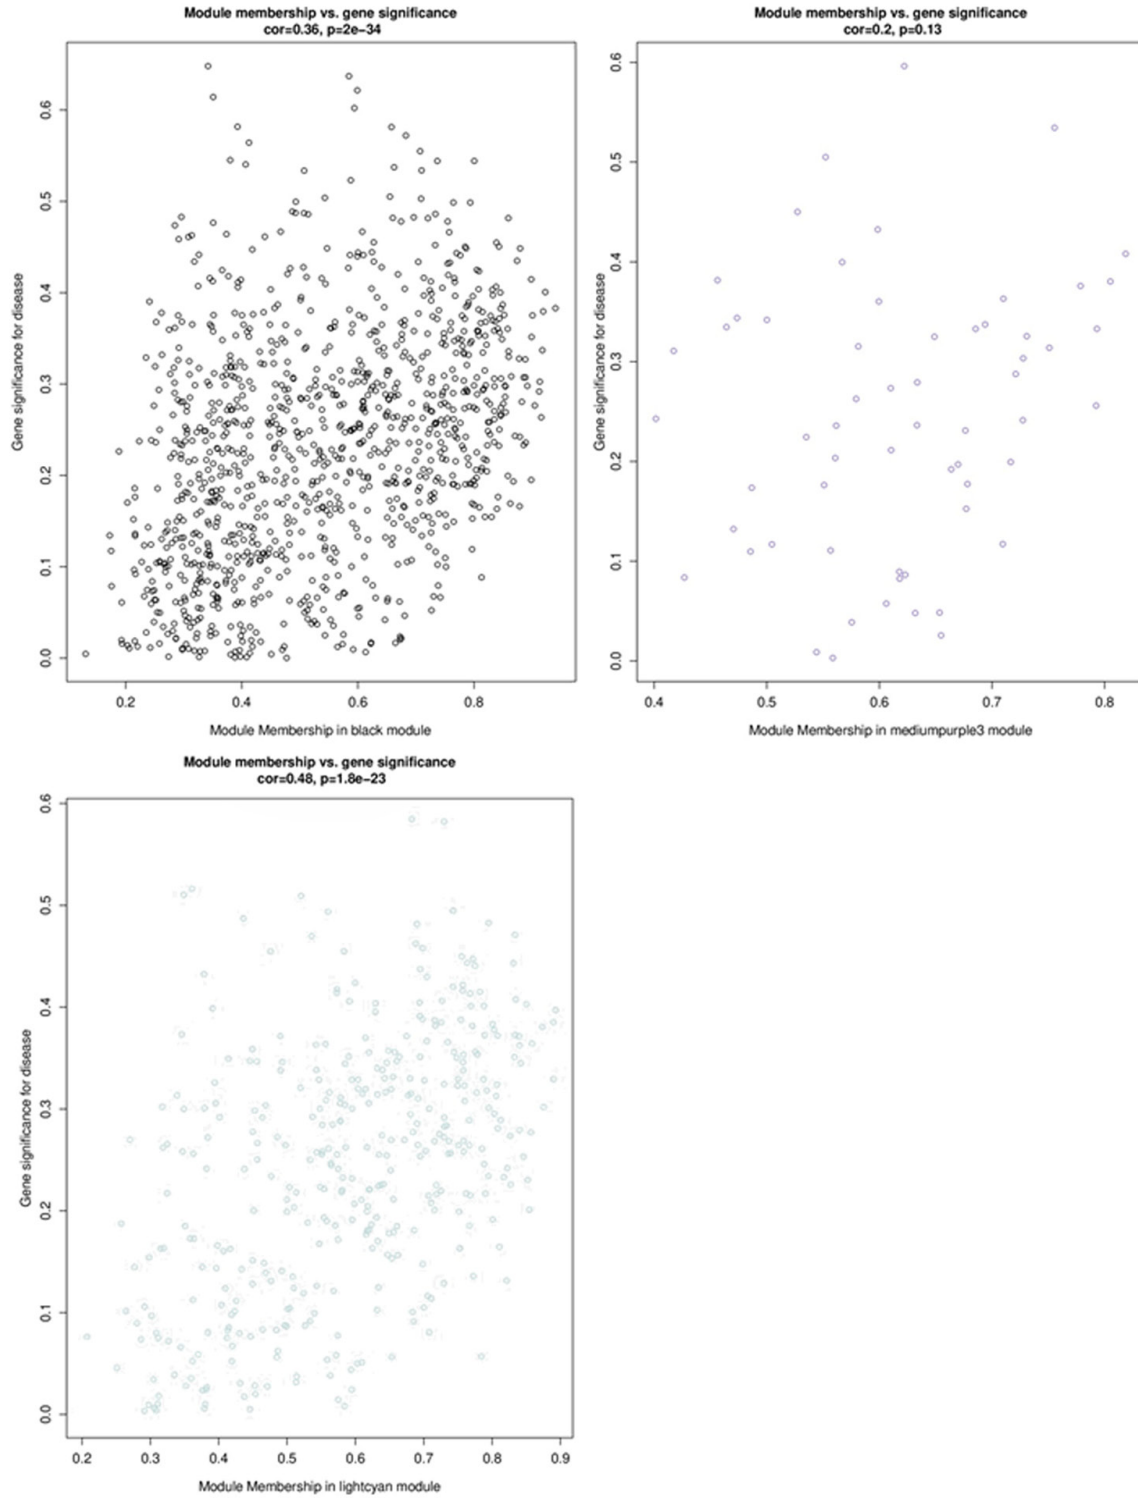 Module membership vs. gene significance
cor=0.36, p=2e−34
Gene significance for disease
0.6
0.5
0.4
0.3
0.2
0.1
0.0
0.2 0.4 0.6 0.8
Module Membership in black module
Module membership vs. gene significance
cor=0.2, p=0.13
Gene significance for disease
0.6
0.5
0.4
0.3
0.2
0.1
0.0
0.4 0.5 0.6 0.7 0.8
Module Membership in mediumpurple3 module
Module membership vs. gene significance
cor=0.48, p=1.8e−23
Gene significance for disease
0.6
0.5
0.4
0.3
0.2
0.1
0.0
0.2 0.3 0.4 0.5 0.6 0.7 0.8 0.9
Module Membership in lightcyan module